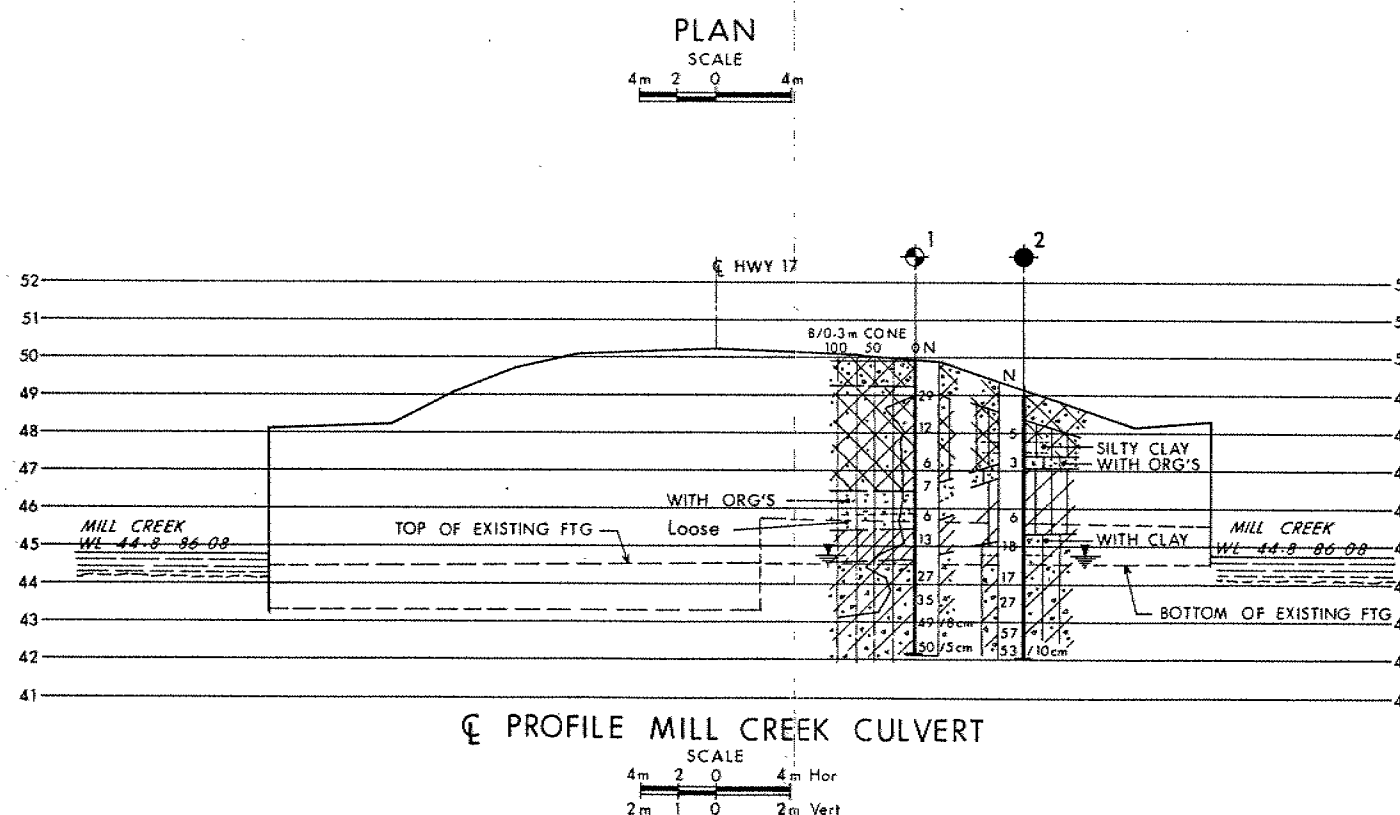 PLAN
SCALE
4m 2 0 4m
1 2
℄ HWY 17
52
51
B/0.3m CONE
50
100 50 0 N
N
49
29
48
12 5
SILTY CLAY
47
6 3
WITH ORG'S
7
46
WITH ORG'S
6 6
MILL CREEK
TOP OF EXISTING FTG
Loose
MILL CREEK
WL 44.8 86 08
45
13 18
WITH CLAY
WL 44.8 86 08
44
27 17
35 27
BOTTOM OF EXISTING FTG
43
49/8cm
57
42
50/5cm 53/10cm
41
℄ PROFILE MILL CREEK CULVERT
SCALE
4m 2 0 4m Hor
2m 1 0 2m Vert